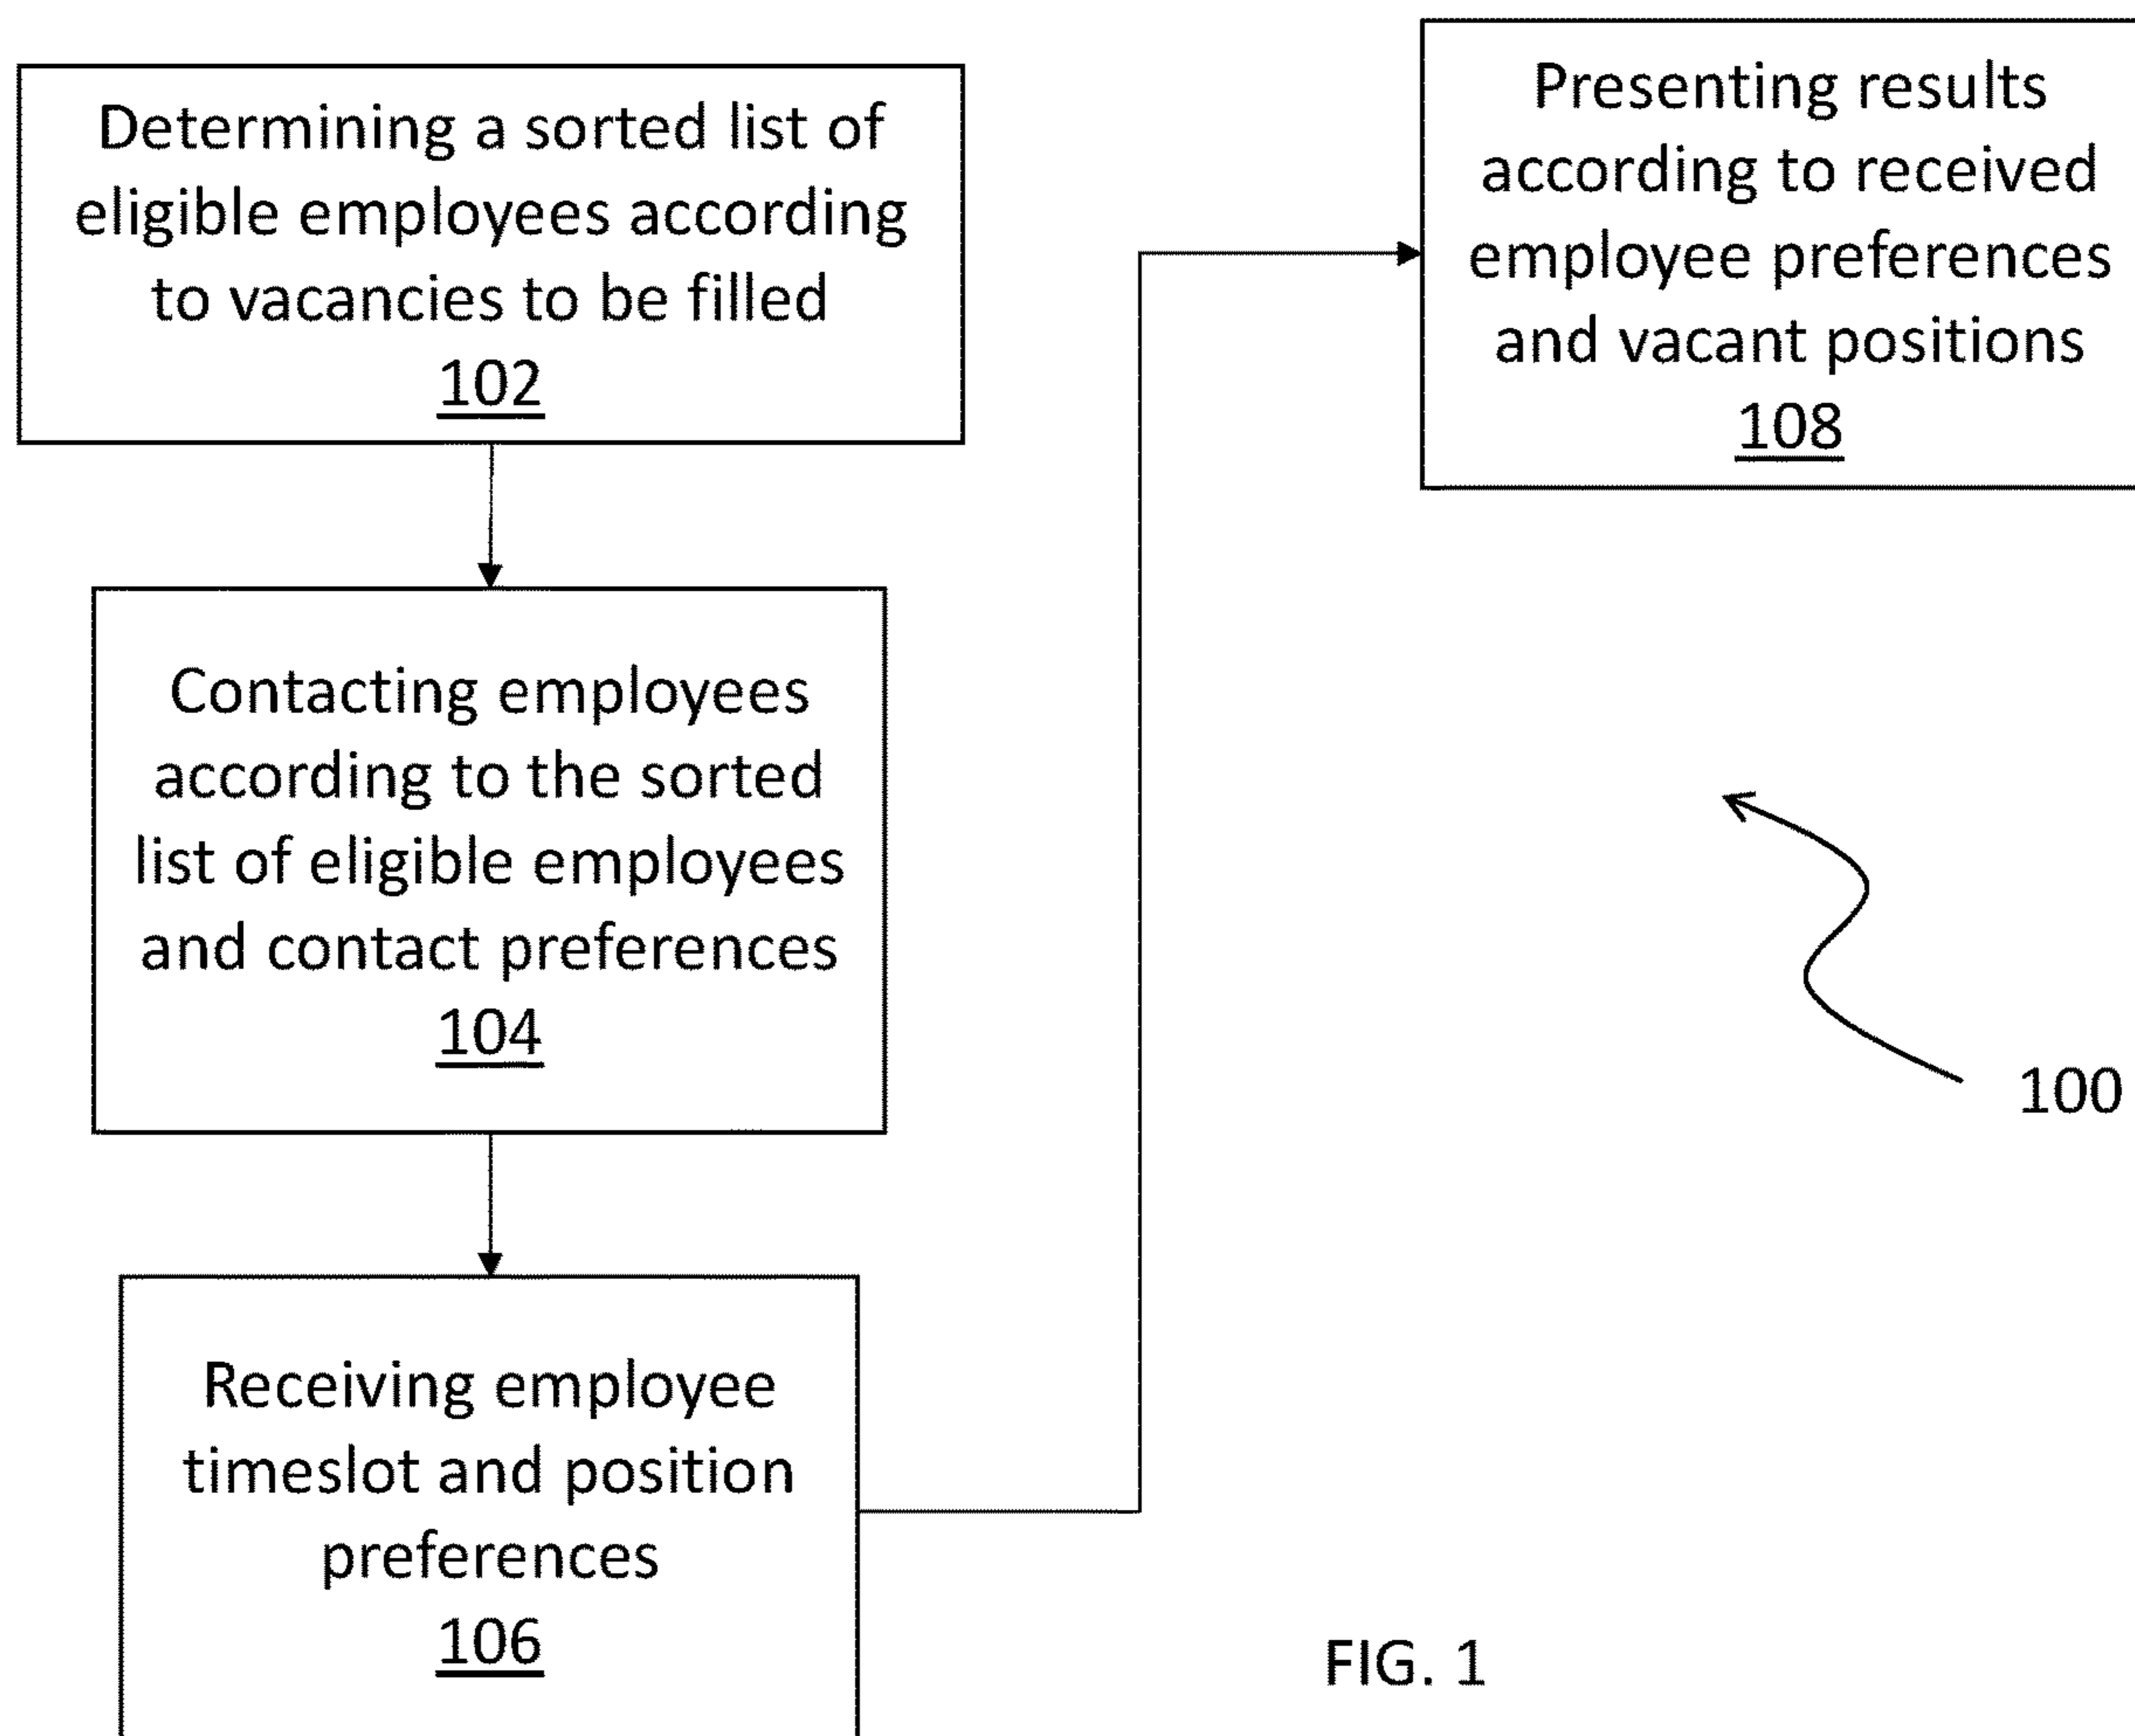 Determining a sorted list of
eligible employees according
to vacancies to be filled
102
Contacting employees
according to the sorted
list of eligible employees
and contact preferences
104
Receiving employee
timeslot and position
preferences
106
Presenting results
according to received
employee preferences
and vacant positions
108
100
FIG. 1